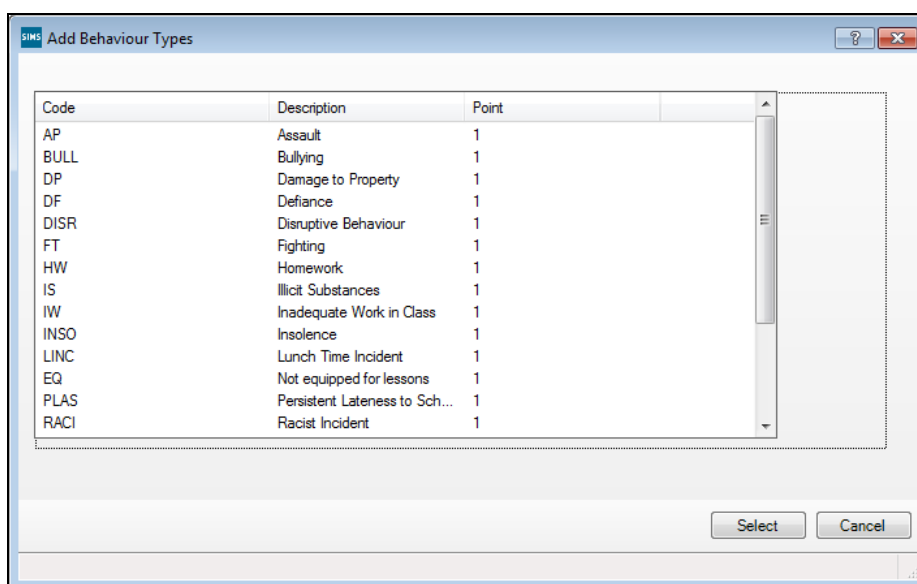 SIMS Add Behaviour Types ?
Code Description Point
AP Assault 1
BULL Bullying 1
DP Damage to Property 1
DF Defiance 1
DISR Disruptive Behaviour 1
FT Fighting 1
HW Homework 1
IS Illicit Substances 1
IW Inadequate Work in Class 1
INSO Insolence 1
LINC Lunch Time Incident 1
EQ Not equipped for lessons 1
PLAS Persistent Lateness to Sch... 1
RACI Racist Incident 1
Select Cancel